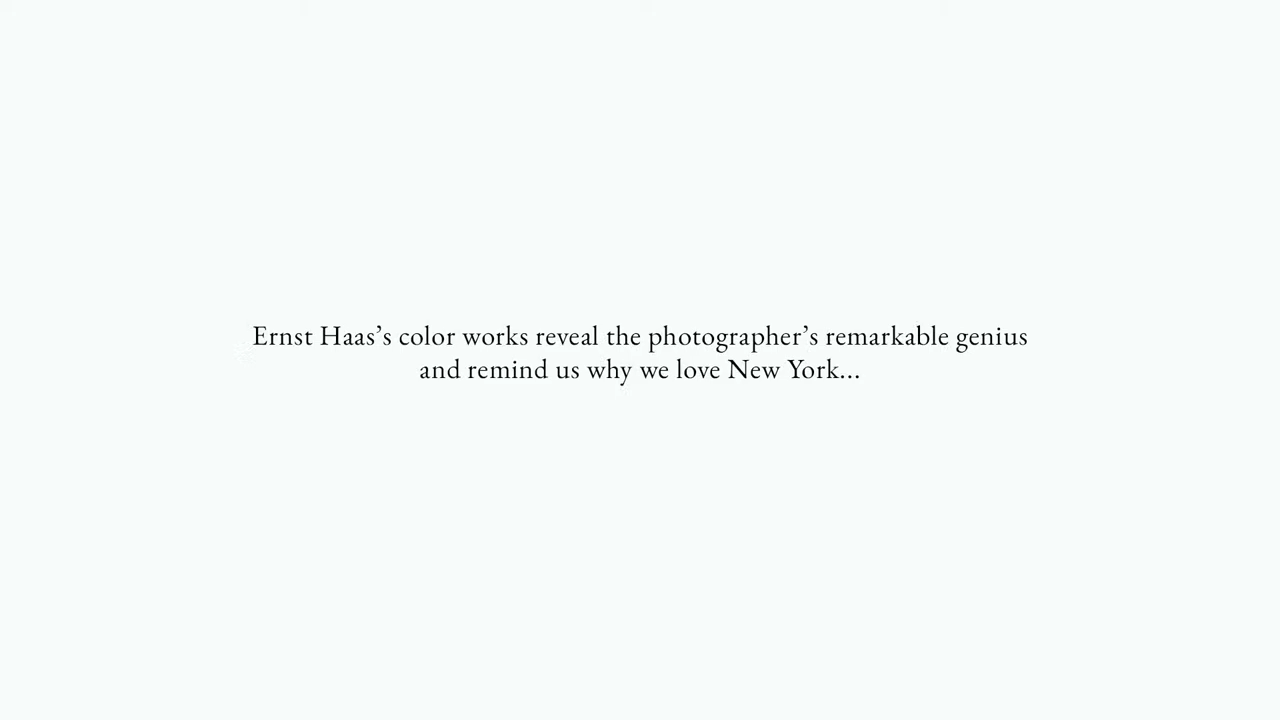 Ernst Haas’s color works reveal the photographer’s remarkable genius
and remind us why we love New York...